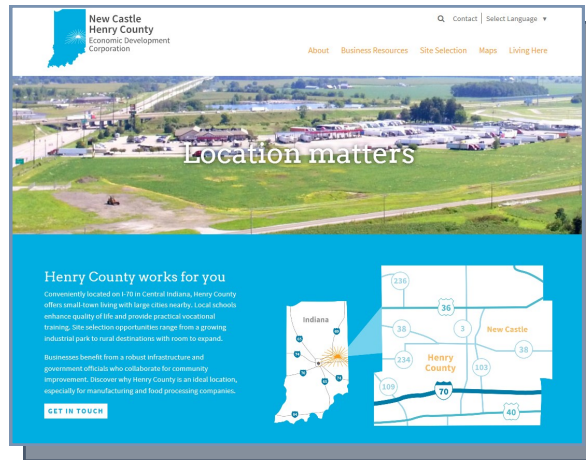 New Castle
Henry County
Economic Development
Corporation
Contact
Select Language ▼
About
Business Resources
Site Selection
Maps
Living Here
Location matters
Henry County works for you
Conveniently located on I-70 in Central Indiana, Henry County
offers small-town living with large cities nearby. Local schools
enhance quality of life and provide practical vocational
training. Site selection opportunities range from a growing
industrial park to rural destinations with room to expand.
Businesses benefit from a robust infrastructure and
government officials who collaborate for community
improvement. Discover why Henry County is an ideal location,
especially for manufacturing and food processing companies.
GET IN TOUCH
Indiana
65
69
74
70
74
236
36
38
3
New Castle
38
234
Henry
County
103
109
70
40